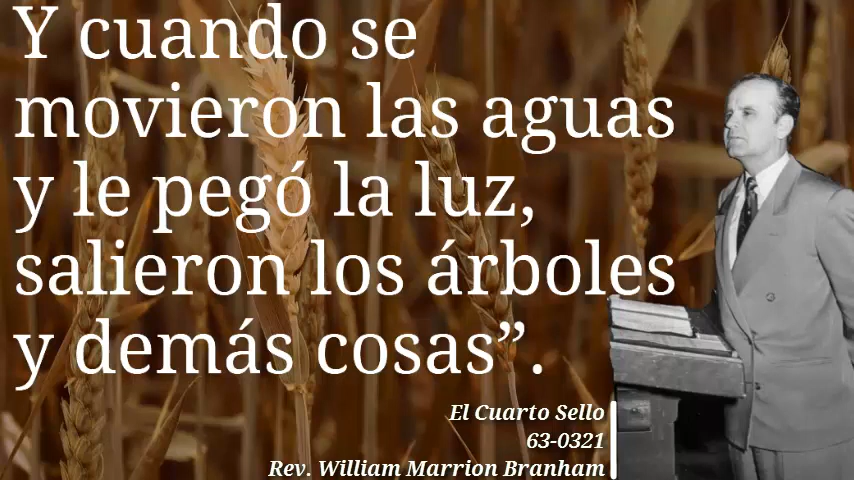 Y cuando se
movieron las aguas
y le pegó la luz,
salieron los árboles
y demás cosas”.
El Cuarto Sello
63-0321
Rev. William Marrion Branham